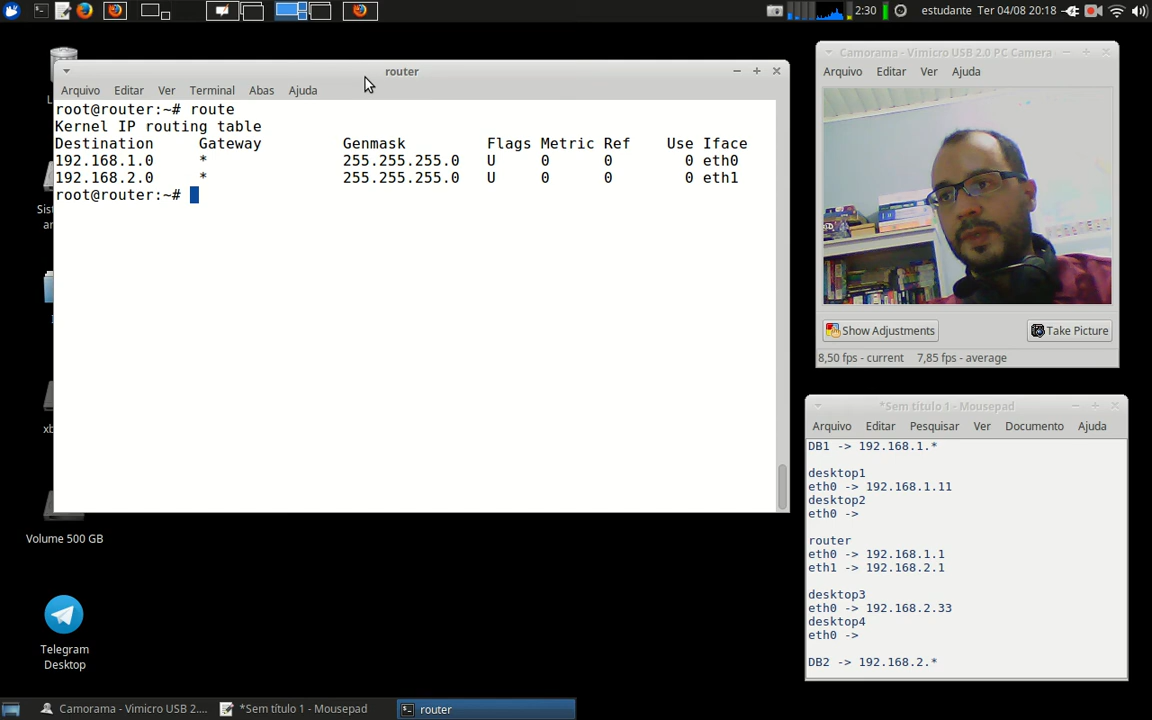 2:30 estudante Ter 04/08 20:18
router
Arquivo Editar Ver Terminal Abas Ajuda
root@router:~# route
Kernel IP routing table
Destination Gateway Genmask Flags Metric Ref Use Iface
192.168.1.0 * 255.255.255.0 U 0 0 0 eth0
192.168.2.0 * 255.255.255.0 U 0 0 0 eth1
root@router:~#
Camorama - Vimicro USB 2.0 PC Camera
Arquivo Editar Ver Ajuda
Show Adjustments Take Picture
8,50 fps - current 7,85 fps - average
*Sem título 1 - Mousepad
Arquivo Editar Pesquisar Ver Documento Ajuda
DB1 -> 192.168.1.*
desktop1
eth0 -> 192.168.1.11
desktop2
eth0 ->
router
eth0 -> 192.168.1.1
eth1 -> 192.168.2.1
desktop3
eth0 -> 192.168.2.33
desktop4
eth0 ->
DB2 -> 192.168.2.*
Volume 500 GB
Telegram
Desktop
Camorama - Vimicro USB 2.... *Sem título 1 - Mousepad router